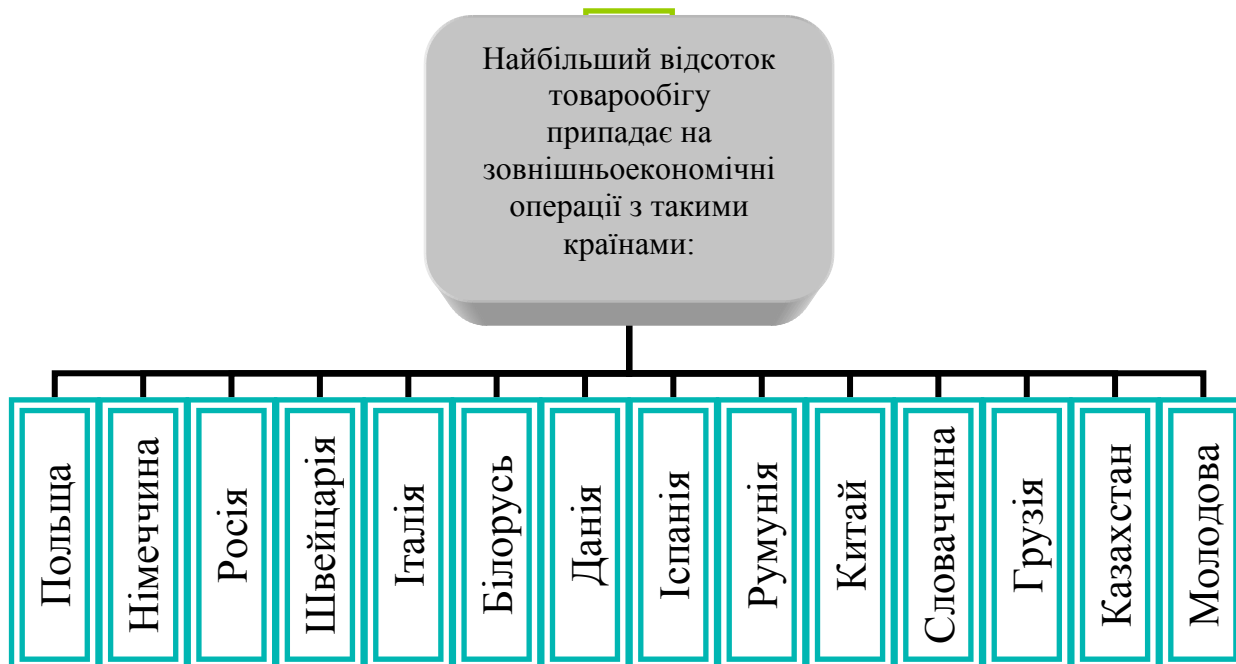 Найбільший відсоток
товарообігу
припадає на
зовнішньоекономічні
операції з такими
країнами:
Польща
Німеччина
Росія
Швейцарія
Італія
Білорусь
Данія
Іспанія
Румунія
Китай
Словаччина
Грузія
Казахстан
Молодова